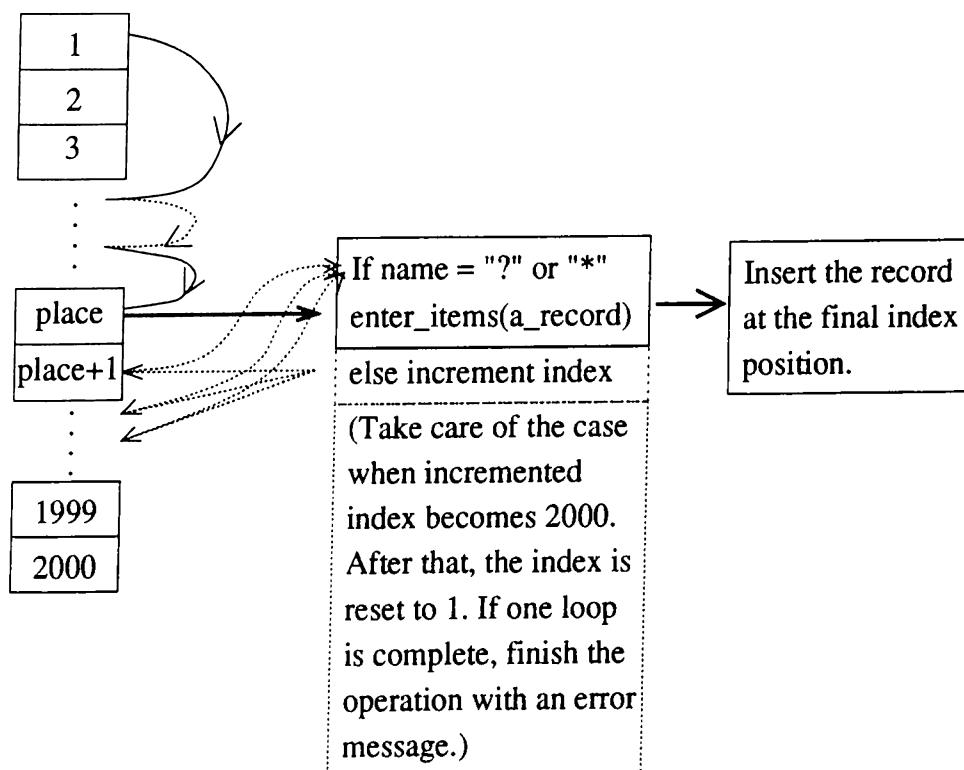 1
2
3
place
place+1
1999
2000
If name = "?" or "*"
enter_items(a_record)
else increment index
(Take care of the case
when incremented
index becomes 2000.
After that, the index is
reset to 1. If one loop
is complete, finish the
operation with an error
message.)
Insert the record
at the final index
position.